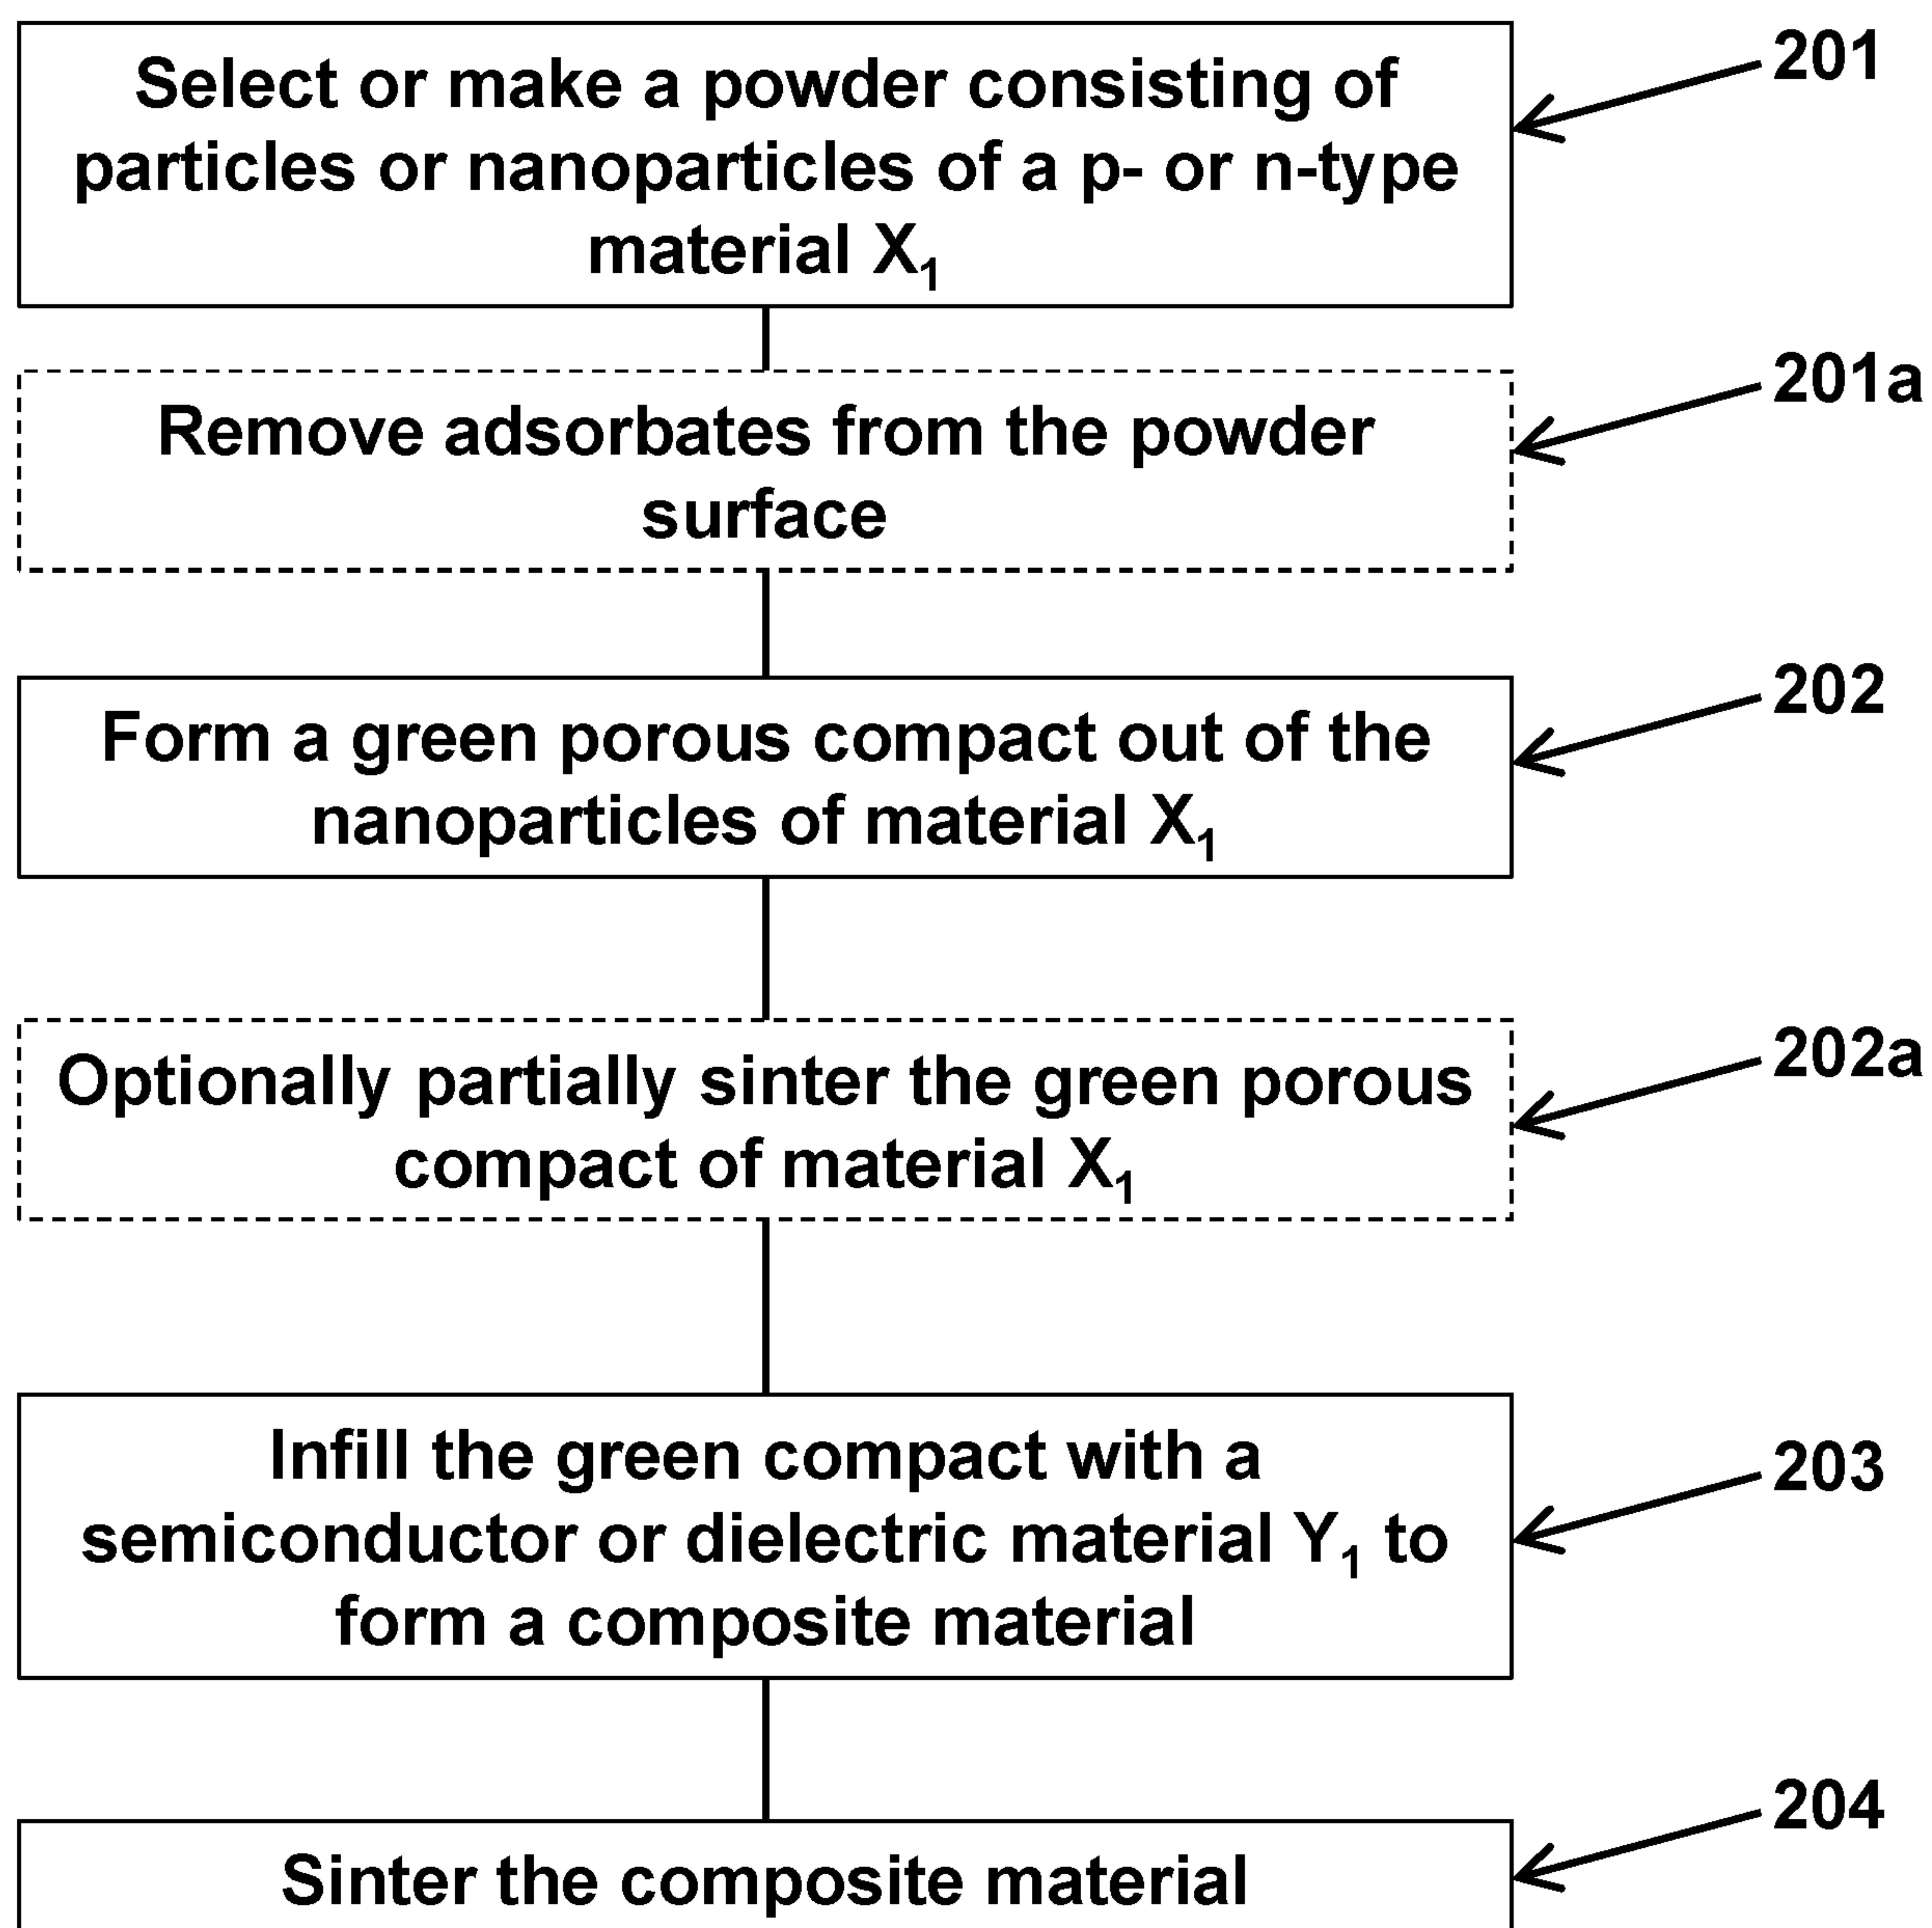 Select or make a powder consisting of
particles or nanoparticles of a p- or n-type
material X₁
201
Remove adsorbates from the powder
surface
201a
Form a green porous compact out of the
nanoparticles of material X₁
202
Optionally partially sinter the green porous
compact of material X₁
202a
Infill the green compact with a
semiconductor or dielectric material Y₁ to
form a composite material
203
Sinter the composite material
204